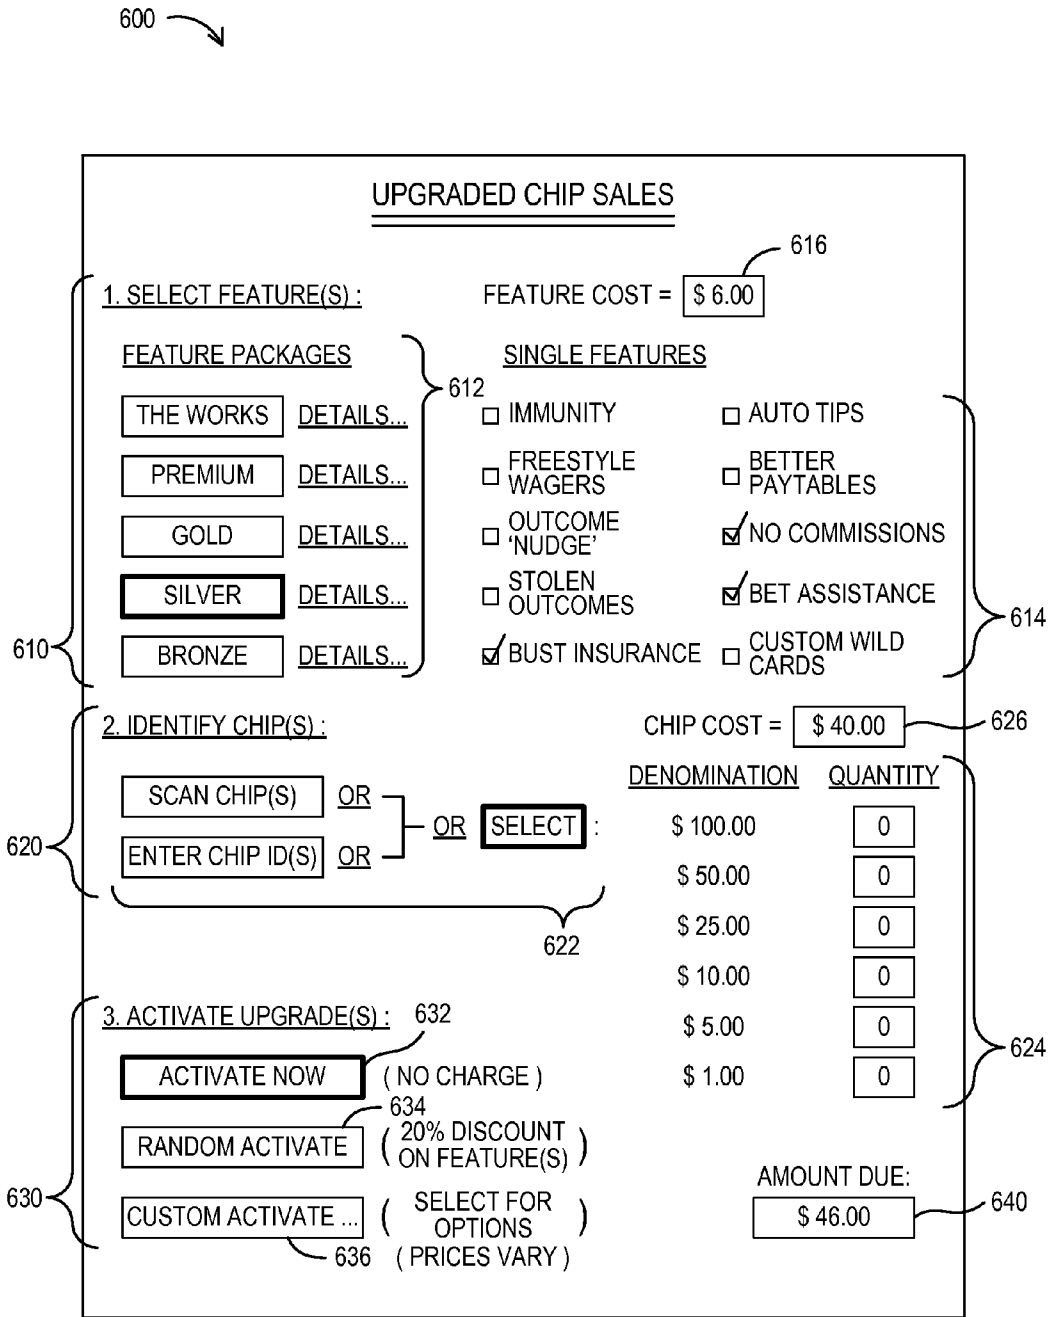 600
UPGRADED CHIP SALES
616
1. SELECT FEATURE(S) : FEATURE COST = $ 6.00
FEATURE PACKAGES SINGLE FEATURES
612
THE WORKS DETAILS... IMMUNITY AUTO TIPS
PREMIUM DETAILS... FREESTYLE WAGERS BETTER PAYTABLES
GOLD DETAILS... OUTCOME 'NUDGE' NO COMMISSIONS
SILVER DETAILS... STOLEN OUTCOMES BET ASSISTANCE
614
610
BRONZE DETAILS... BUST INSURANCE CUSTOM WILD CARDS
2. IDENTIFY CHIP(S) : CHIP COST = $ 40.00 626
DENOMINATION QUANTITY
SCAN CHIP(S) OR
OR SELECT : $ 100.00 0
620
ENTER CHIP ID(S) OR
$ 50.00 0
$ 25.00 0
622
$ 10.00 0
3. ACTIVATE UPGRADE(S) : 632
$ 5.00 0
624
ACTIVATE NOW ( NO CHARGE ) $ 1.00 0
634
RANDOM ACTIVATE ( 20% DISCOUNT ON FEATURE(S) )
AMOUNT DUE:
630
CUSTOM ACTIVATE ... ( SELECT FOR OPTIONS ) $ 46.00 640
636 ( PRICES VARY )